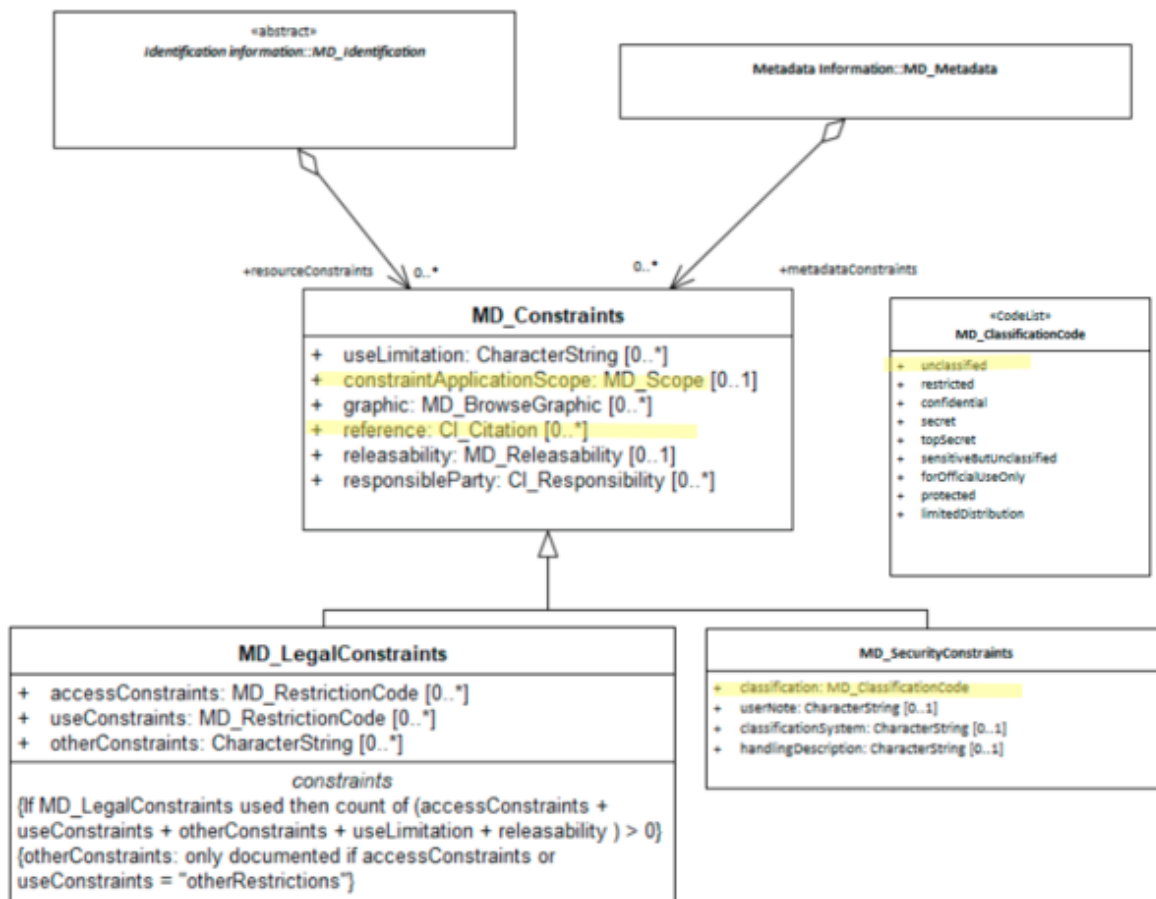 «abstract»
Identification information::MD_Identification
Metadata Information::MD_Metadata
+resourceConstraints
0..*
0..*
+metadataConstraints
MD_Constraints
+ useLimitation: CharacterString [0..*]
+ constraintApplicationScope: MD_Scope [0..1]
+ graphic: MD_BrowseGraphic [0..*]
+ reference: CI_Citation [0..*]
+ releasability: MD_Releasability [0..1]
+ responsibleParty: CI_Responsibility [0..*]
«CodeList»
MD_ClassificationCode
+ unclassified
+ restricted
+ confidential
+ secret
+ topSecret
+ sensitiveButUnclassified
+ forOfficialUseOnly
+ protected
+ limitedDistribution
MD_LegalConstraints
+ accessConstraints: MD_RestrictionCode [0..*]
+ useConstraints: MD_RestrictionCode [0..*]
+ otherConstraints: CharacterString [0..*]
constraints
{If MD_LegalConstraints used then count of (accessConstraints +
useConstraints + otherConstraints + useLimitation + releasability ) > 0}
{otherConstraints: only documented if accessConstraints or
useConstraints = "otherRestrictions"}
MD_SecurityConstraints
+ classification: MD_ClassificationCode
+ userNote: CharacterString [0..1]
+ classificationSystem: CharacterString [0..1]
+ handlingDescription: CharacterString [0..1]